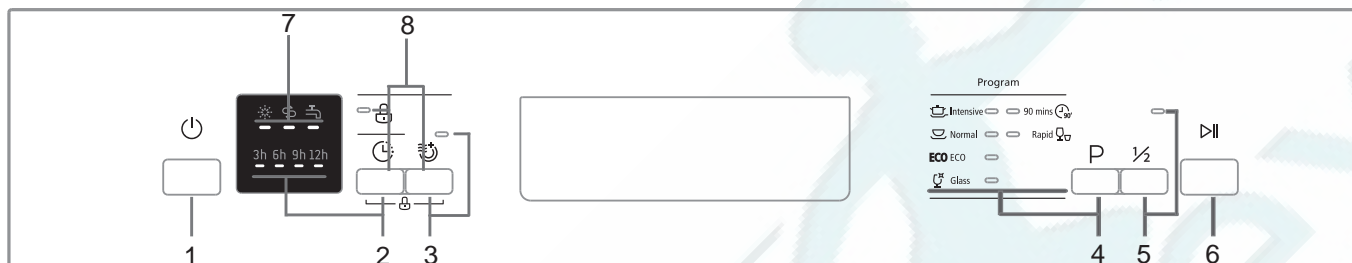 7 8
Program
Intensive 90 mins 90'
Normal Rapid
ECO ECO
Glass
3h 6h 9h 12h
P ½
1 2 3 4 5 6